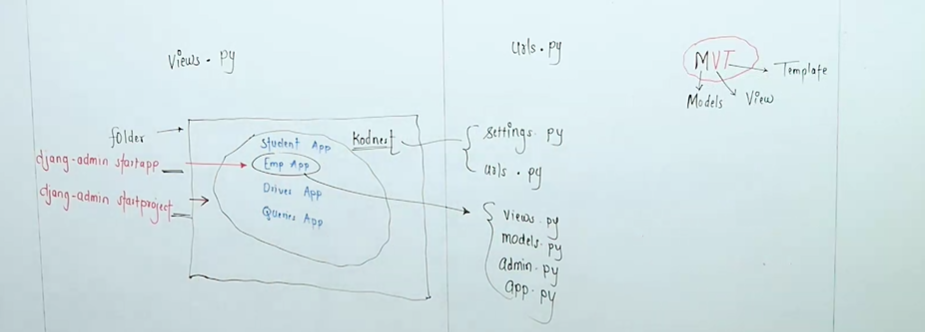 Views.py
urls.py
MVT
Template
Models
View
folder
Student App
Kodnest
settings.py
djang-admin startapp
Emp App
urls.py
djang-admin startproject
Driver App
Queries App
views.py
models.py
admin.py
app.py